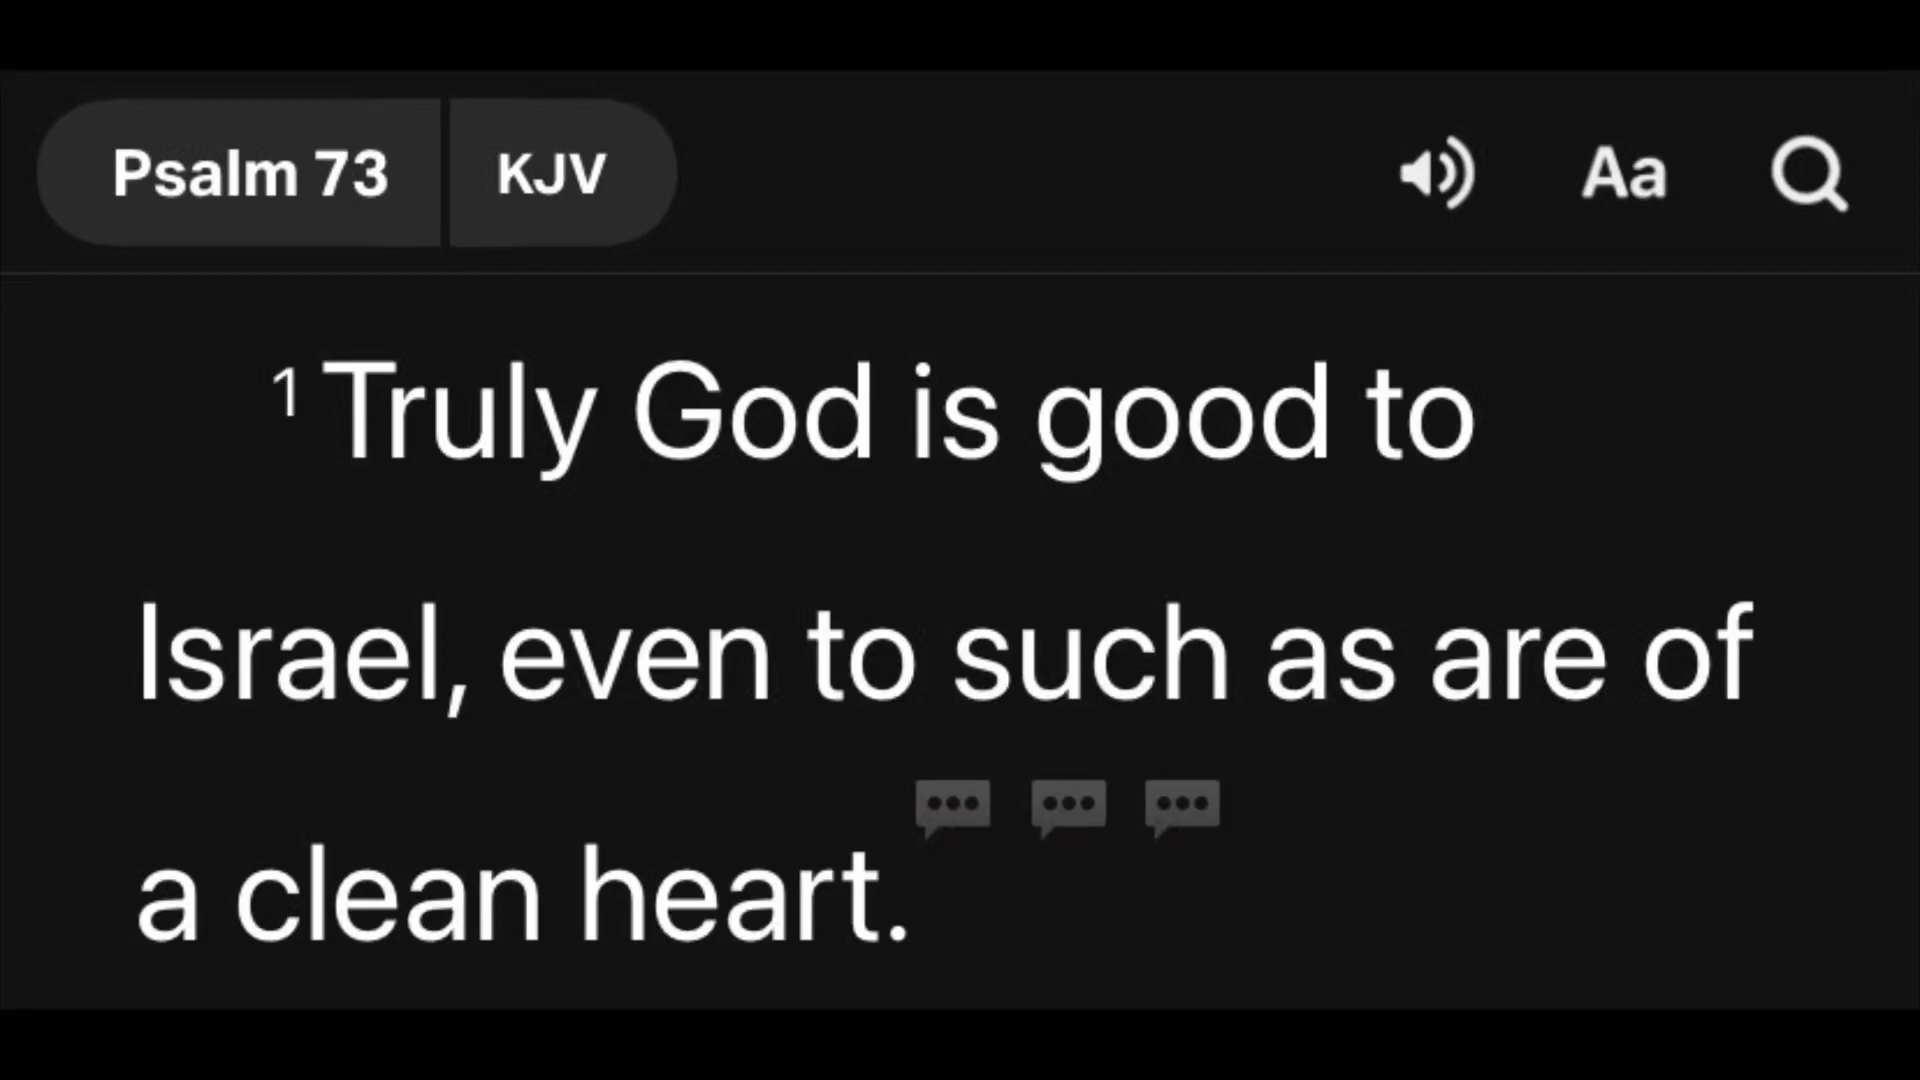 Psalm 73 KJV Aa
1 Truly God is good to
Israel, even to such as are of
a clean heart.